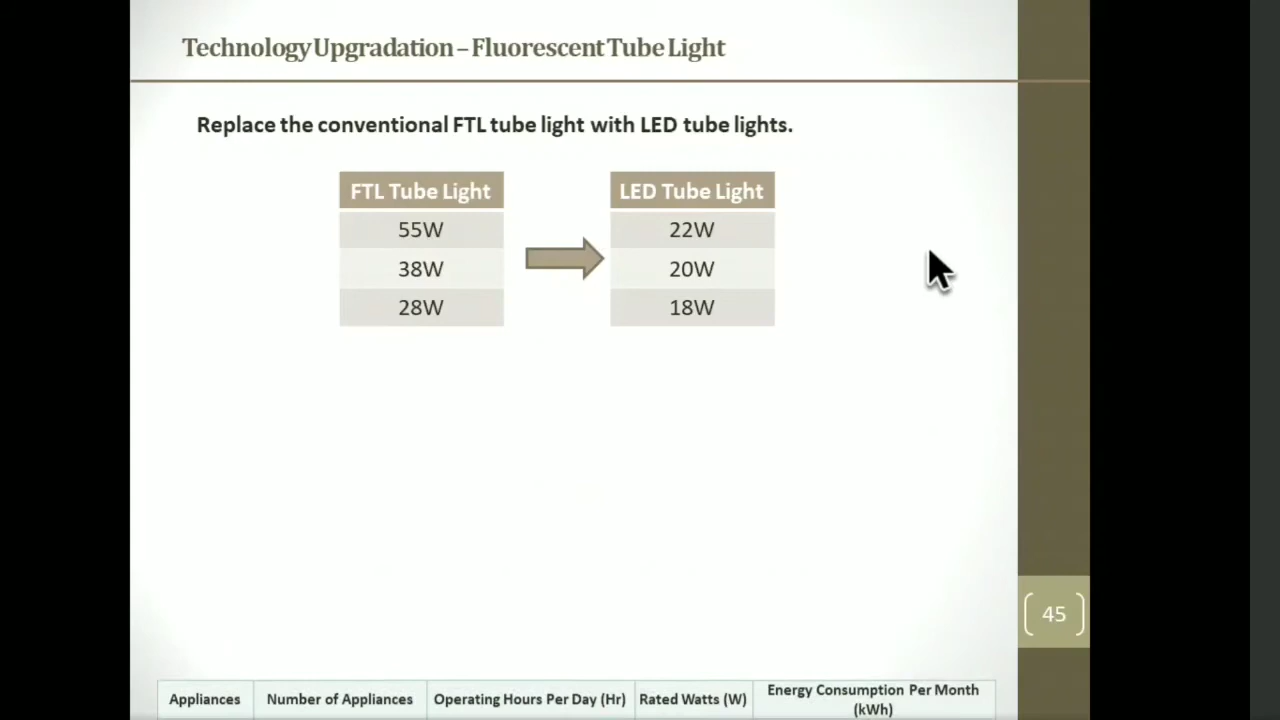 Technology Upgradation – Fluorescent Tube Light
Replace the conventional FTL tube light with LED tube lights.
FTL Tube Light
55W
38W
28W
LED Tube Light
22W
20W
18W
45
Appliances Number of Appliances Operating Hours Per Day (Hr) Rated Watts (W) Energy Consumption Per Month
(kWh)